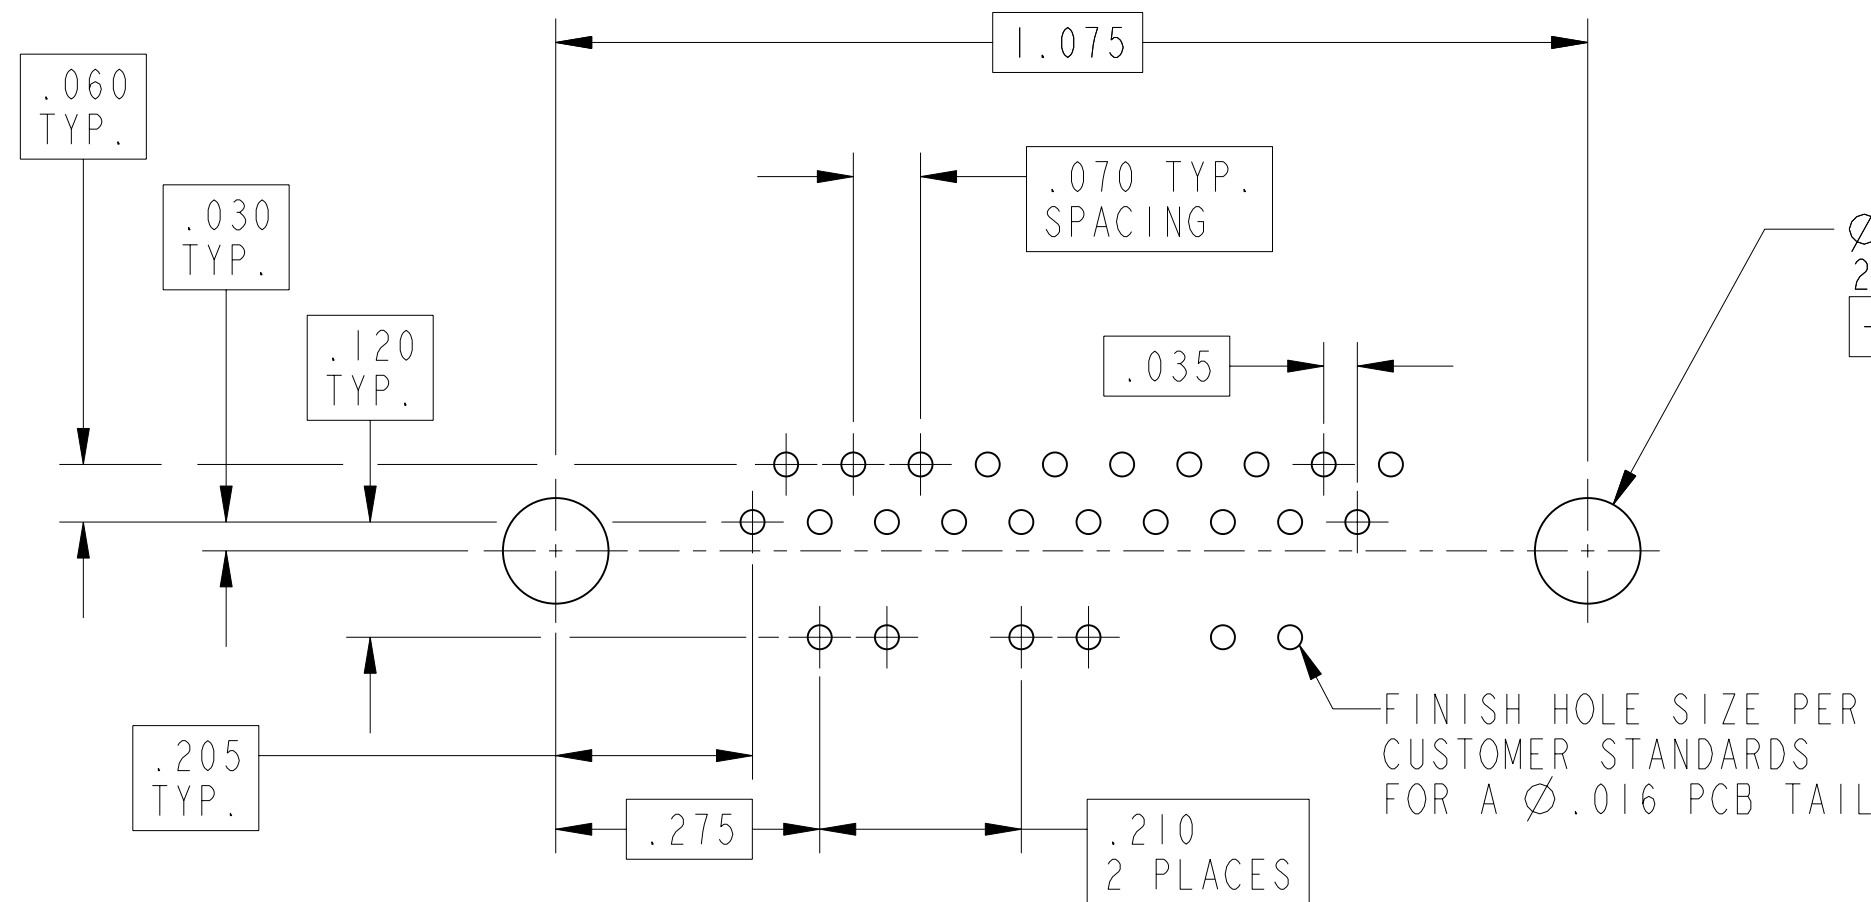 1.075
.060
TYP.
.070 TYP.
SPACING
.030
TYP.
Ø
2
.120
TYP.
.035
FINISH HOLE SIZE PER
CUSTOMER STANDARDS
FOR A Ø.016 PCB TAIL
.205
TYP.
.275
.210
2 PLACES